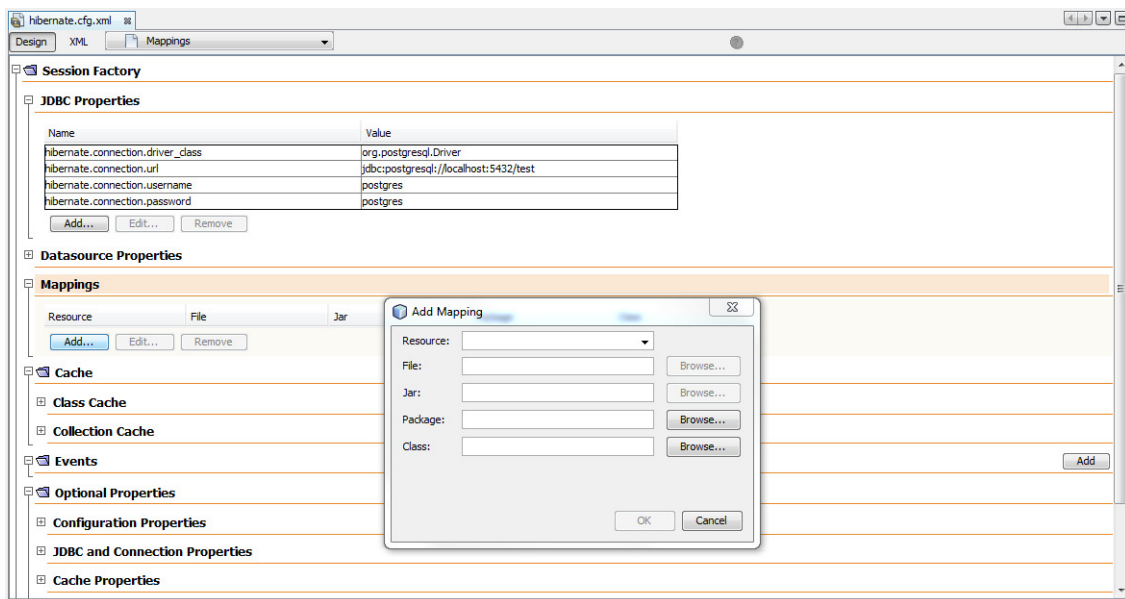 hibernate.cfg.xml
Design XML Mappings
Session Factory
JDBC Properties
Name Value
hibernate.connection.driver_class org.postgresql.Driver
hibernate.connection.url jdbc:postgresql://localhost:5432/test
hibernate.connection.username postgres
hibernate.connection.password postgres
Add... Edit... Remove
Datasource Properties
Mappings
Resource File Jar
Add... Edit... Remove
Add Mapping
Resource:
File: Browse...
Jar: Browse...
Package: Browse...
Class: Browse...
OK Cancel
Cache
Class Cache
Collection Cache
Events Add
Optional Properties
Configuration Properties
JDBC and Connection Properties
Cache Properties